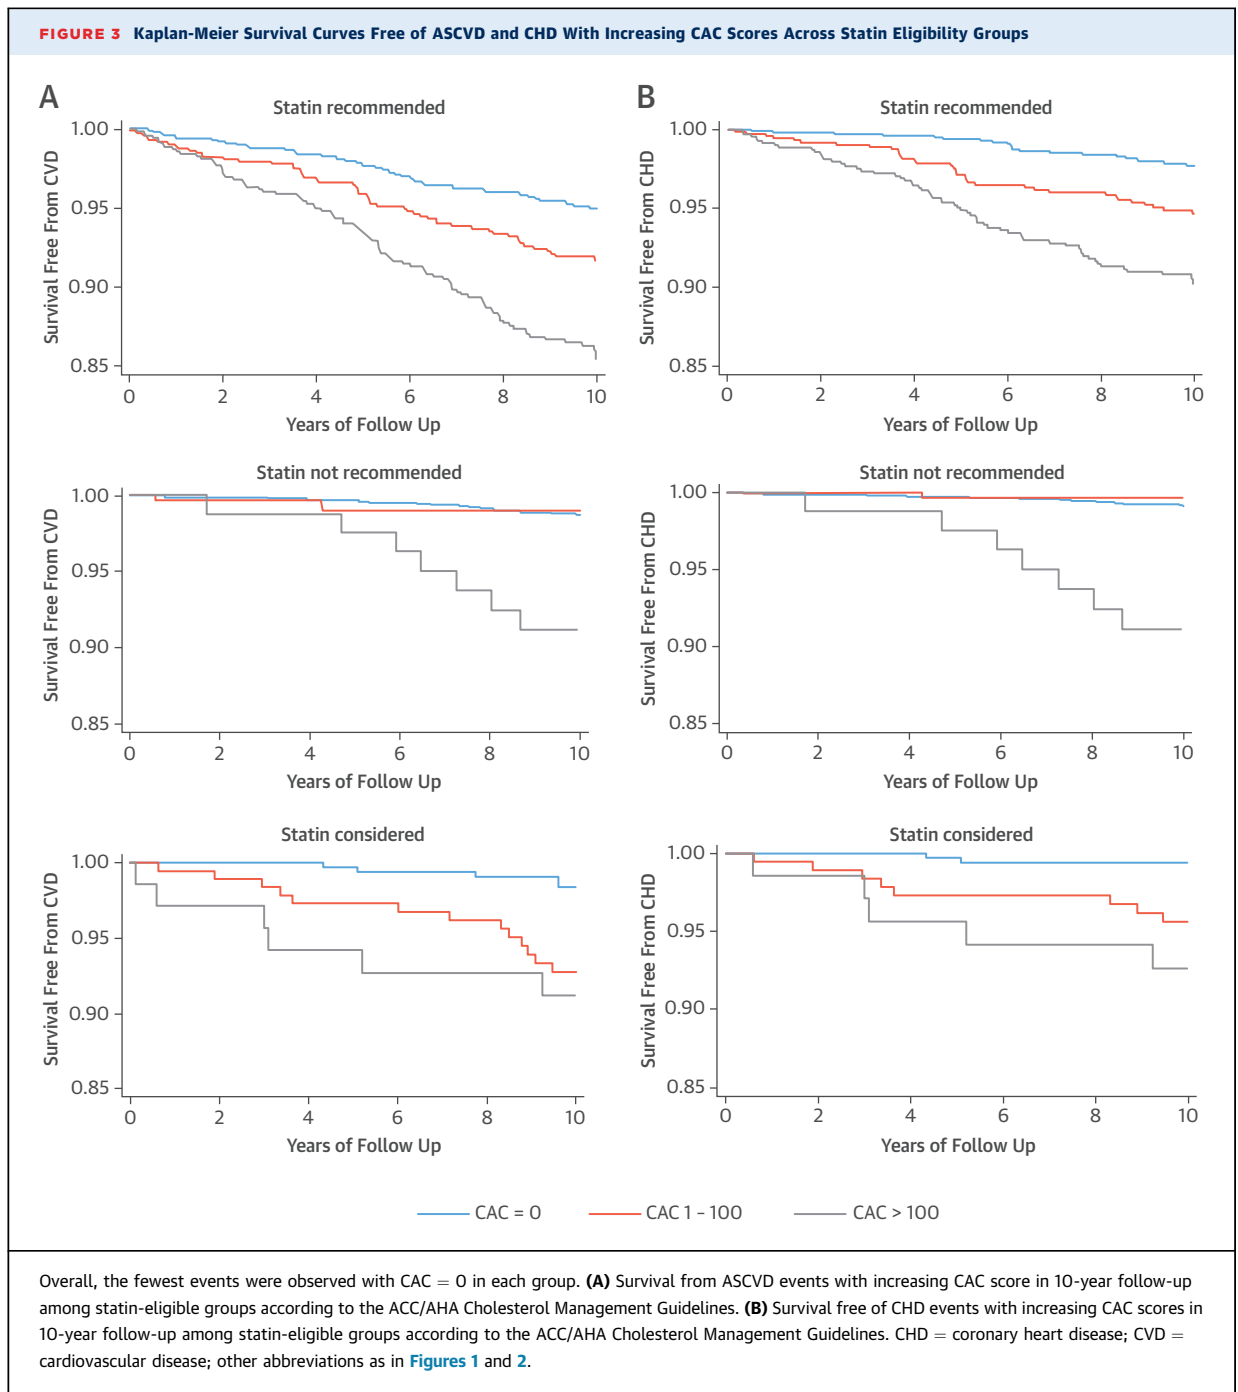 FIGURE 3 Kaplan-Meier Survival Curves Free of ASCVD and CHD With Increasing CAC Scores Across Statin Eligibility Groups
A
Statin recommended
Survival Free From CVD
1.00
0.95
0.90
0.85
0 2 4 6 8 10
Years of Follow Up
B
Statin recommended
Survival Free From CHD
1.00
0.95
0.90
0.85
0 2 4 6 8 10
Years of Follow Up
Statin not recommended
Survival Free From CVD
1.00
0.95
0.90
0.85
0 2 4 6 8 10
Years of Follow Up
Statin not recommended
Survival Free From CHD
1.00
0.95
0.90
0.85
0 2 4 6 8 10
Years of Follow Up
Statin considered
Survival Free From CVD
1.00
0.95
0.90
0.85
0 2 4 6 8 10
Years of Follow Up
Statin considered
Survival Free From CHD
1.00
0.95
0.90
0.85
0 2 4 6 8 10
Years of Follow Up
CAC = 0 CAC 1 - 100 CAC > 100
Overall, the fewest events were observed with CAC = 0 in each group. (A) Survival from ASCVD events with increasing CAC score in 10-year follow-up
among statin-eligible groups according to the ACC/AHA Cholesterol Management Guidelines. (B) Survival free of CHD events with increasing CAC scores in
10-year follow-up among statin-eligible groups according to the ACC/AHA Cholesterol Management Guidelines. CHD = coronary heart disease; CVD =
cardiovascular disease; other abbreviations as in Figures 1 and 2.